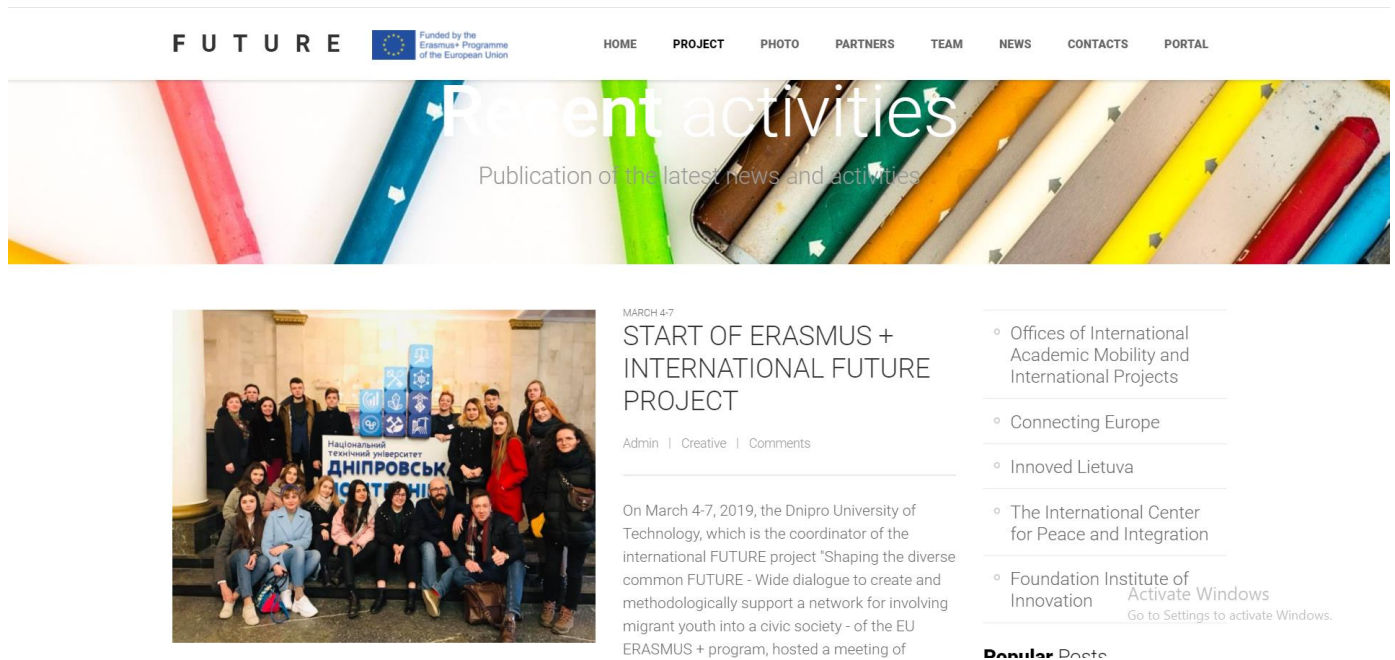 F U T U R E
Funded by the
Erasmus+ Programme
of the European Union
HOME PROJECT PHOTO PARTNERS TEAM NEWS CONTACTS PORTAL
Recent activities
Publication of the latest news and activities
Національний
технічний університет
ДНІПРОВСЬК
MARCH 4-7
START OF ERASMUS +
INTERNATIONAL FUTURE
PROJECT
Admin | Creative | Comments
On March 4-7, 2019, the Dnipro University of
Technology, which is the coordinator of the
international FUTURE project "Shaping the diverse
common FUTURE - Wide dialogue to create and
methodologically support a network for involving
migrant youth into a civic society - of the EU
ERASMUS + program, hosted a meeting of
Offices of International
Academic Mobility and
International Projects
Connecting Europe
Innoved Lietuva
The International Center
for Peace and Integration
Foundation Institute of
Innovation
Activate Windows
Go to Settings to activate Windows.
Popular Posts